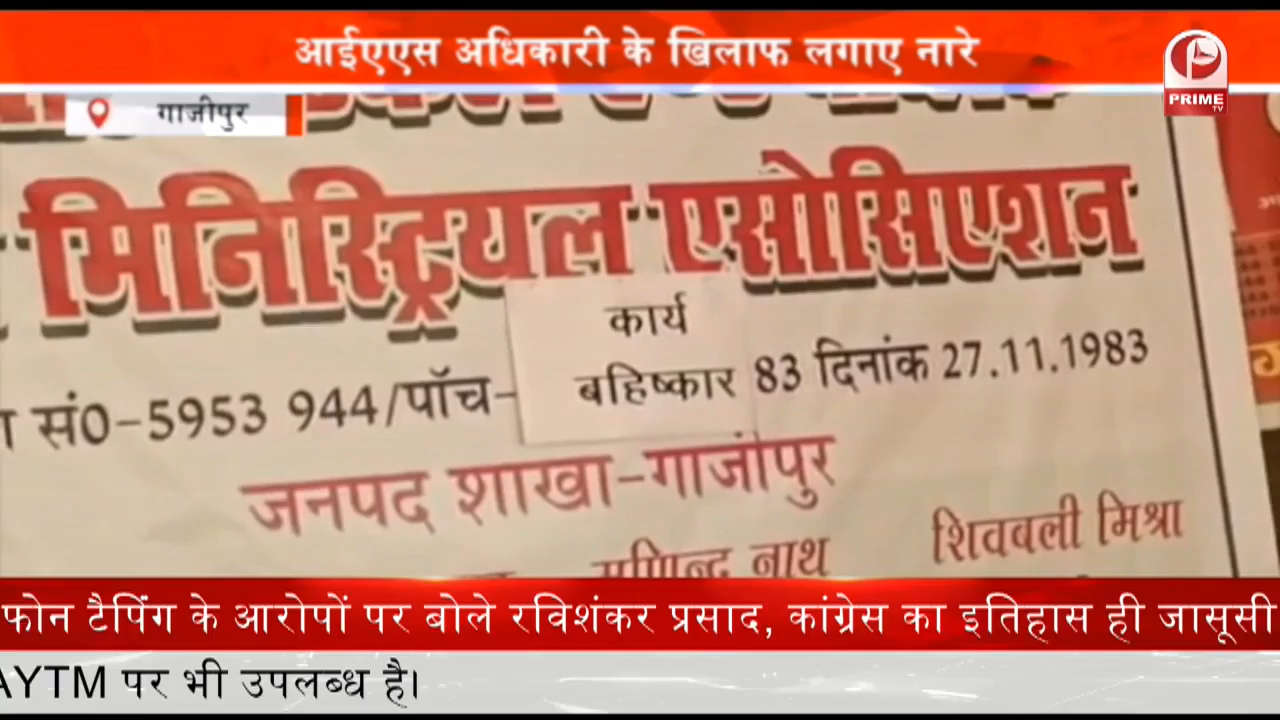 आईएएस अधिकारी के खिलाफ लगाए नारे
PRIME
TV
गाजीपुर
मिनिस्ट्रियल एसोसिएशन
कार्य
सं0-5953 944/पॉच- बहिष्कार 83 दिनांक 27.11.1983
जनपद शाखा-गाजीपुर
नाथ शिवबली मिश्रा
फोन टैपिंग के आरोपों पर बोले रविशंकर प्रसाद, कांग्रेस का इतिहास ही जासूसी
AYTM पर भी उपलब्ध है।